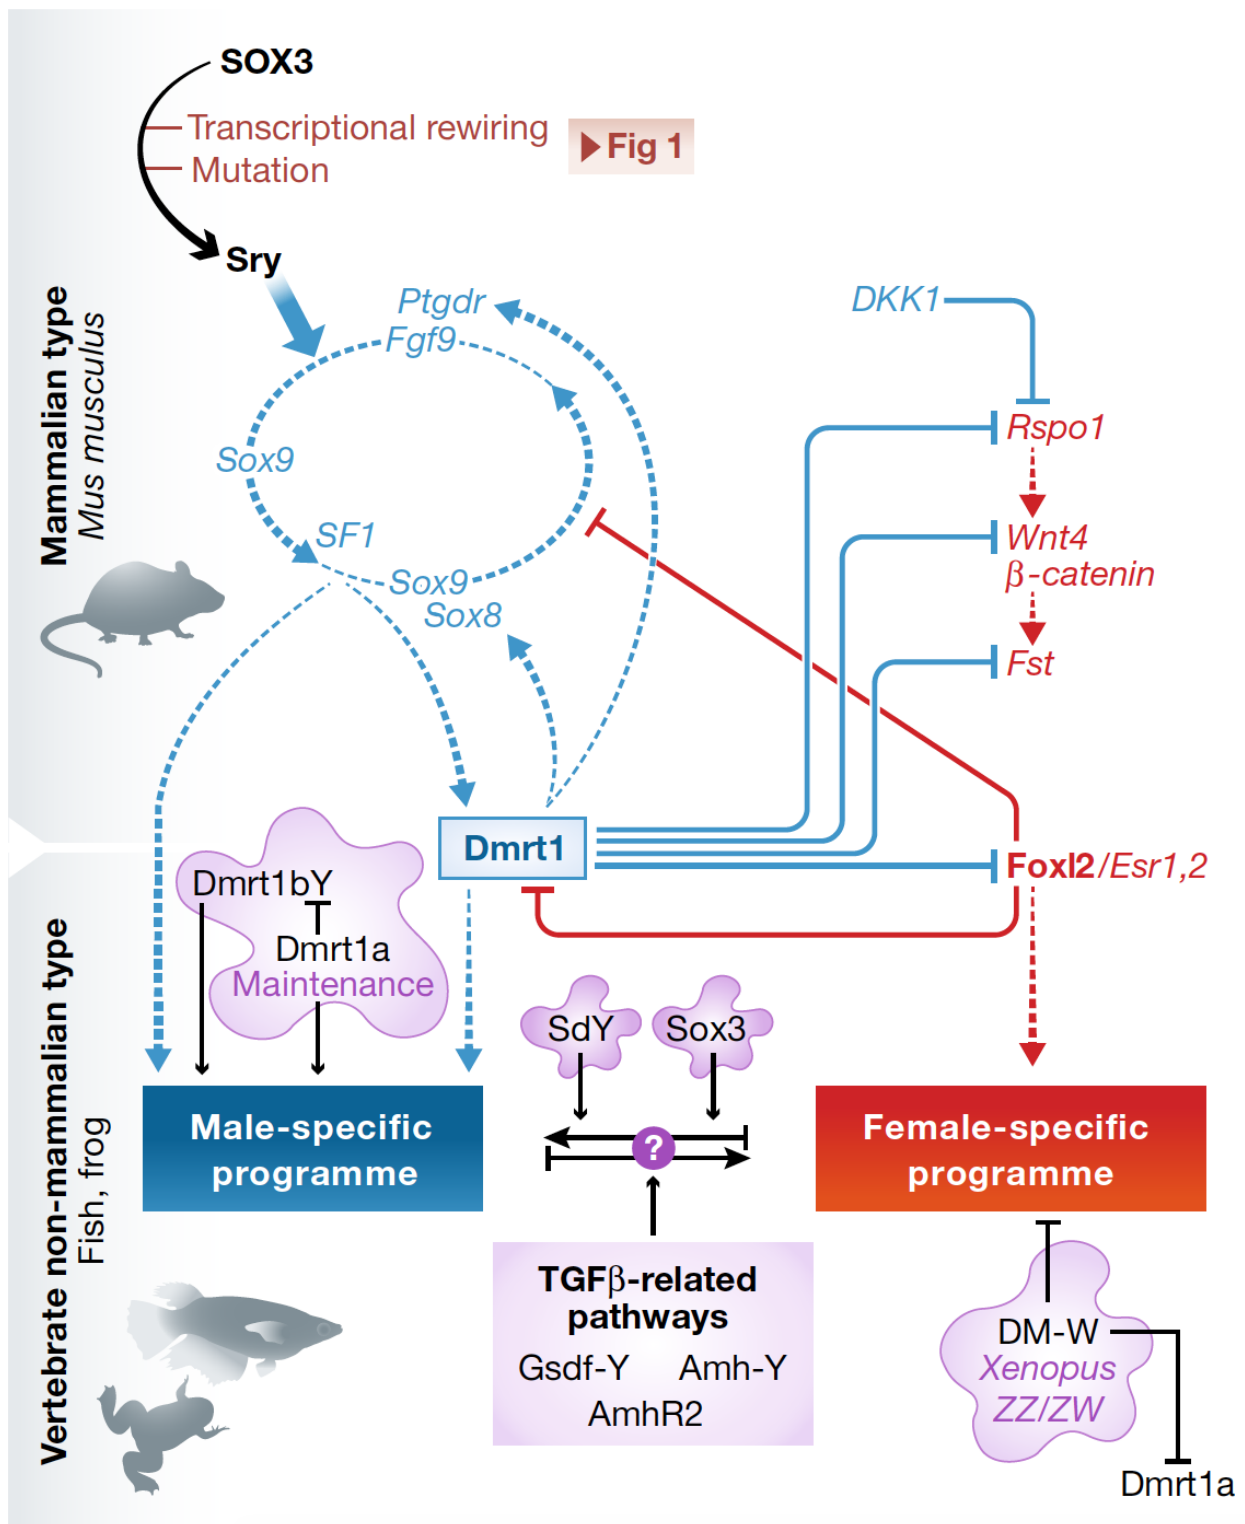 SOX3
Transcriptional rewiring
Mutation
Fig 1
Sry
Mammalian type
Mus musculus
Ptgdr
Fgf9
Sox9
SF1
Sox9
Sox8
DKK1
Rspo1
Wnt4
β-catenin
Fst
Dmrt1
Foxl2/Esr1,2
Vertebrate non-mammalian type
Fish, frog
Dmrt1bY
Dmrt1a
Maintenance
SdY
Sox3
?
Male-specific
programme
Female-specific
programme
TGFβ-related
pathways
Gsdf-Y Amh-Y
AmhR2
DM-W
Xenopus
ZZ/ZW
Dmrt1a